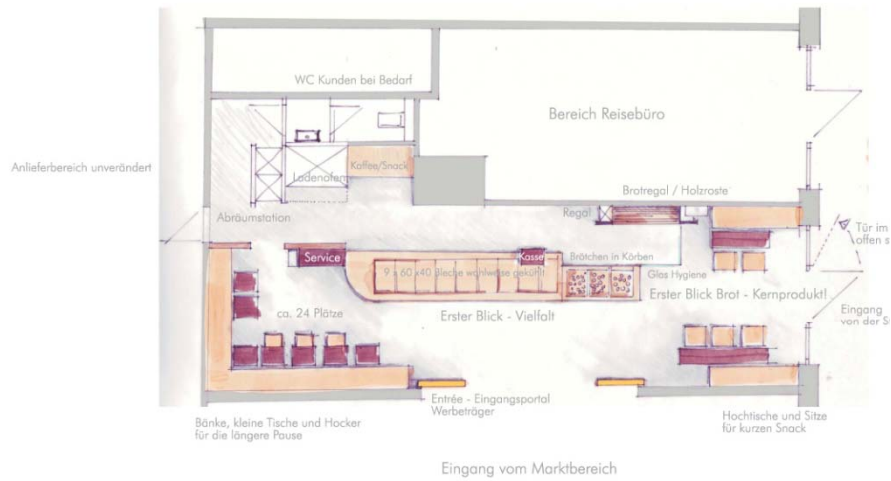 WC Kunden bei Bedarf
Bereich Reisebüro
Anlieferbereich unverändert
Kaffee/Snack
Ladenofen
Abräumstation
Brotregal / Holzroste
Regal
Tür im
offen s
Service
Kasse
Brötchen in Körben
9 x 60 x40 Bleche wahlweise gekühlt
Glas Hygiene
Erster Blick Brot - Kernprodukt!
ca. 24 Plätze
Erster Blick - Vielfalt
Eingang
von der S
Entrée - Eingangsportal
Werbeträger
Bänke, kleine Tische und Hocker
für die längere Pause
Hochtische und Sitze
für kurzen Snack
Eingang vom Marktbereich